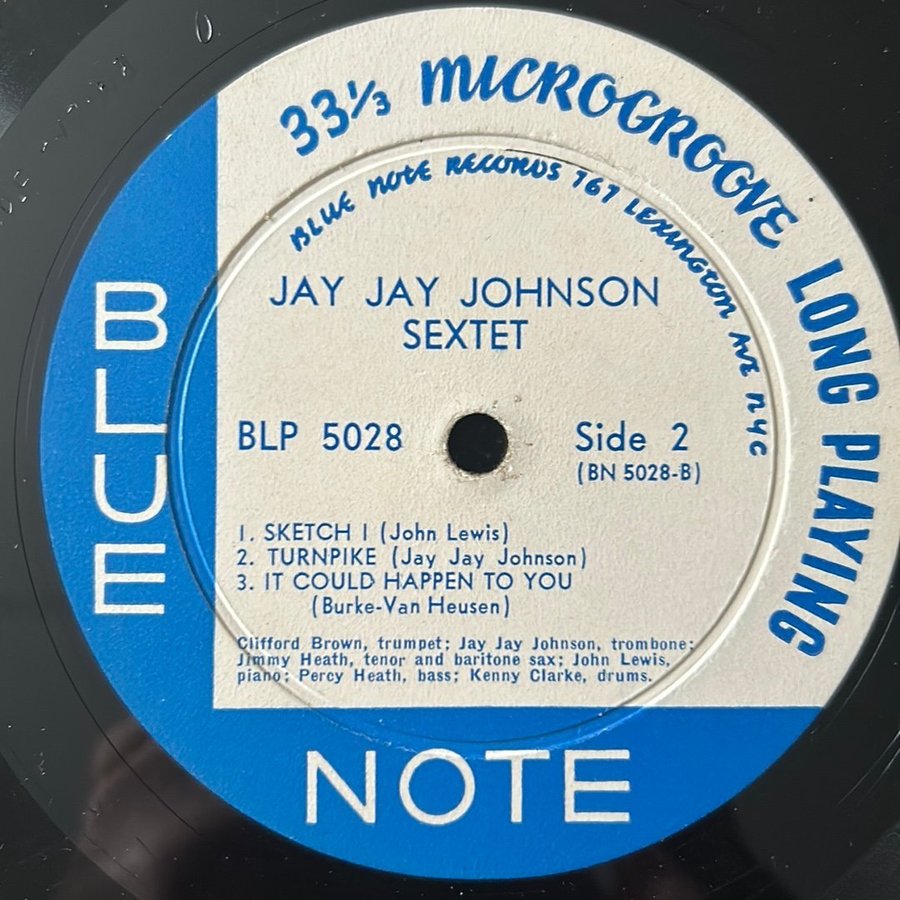 33⅓ MICROGROOVE LONG PLAYING
BLUE NOTE RECORDS 767 LEXINGTON AVE NYC
JAY JAY JOHNSON
SEXTET
BLP 5028
Side 2
(BN 5028-B)
1. SKETCH I (John Lewis)
2. TURNPIKE (Jay Jay Johnson)
3. IT COULD HAPPEN TO YOU
(Burke-Van Heusen)
Clifford Brown, trumpet; Jay Jay Johnson, trombone;
Jimmy Heath, tenor and baritone sax; John Lewis,
piano; Percy Heath, bass; Kenny Clarke, drums.
BLUE
NOTE